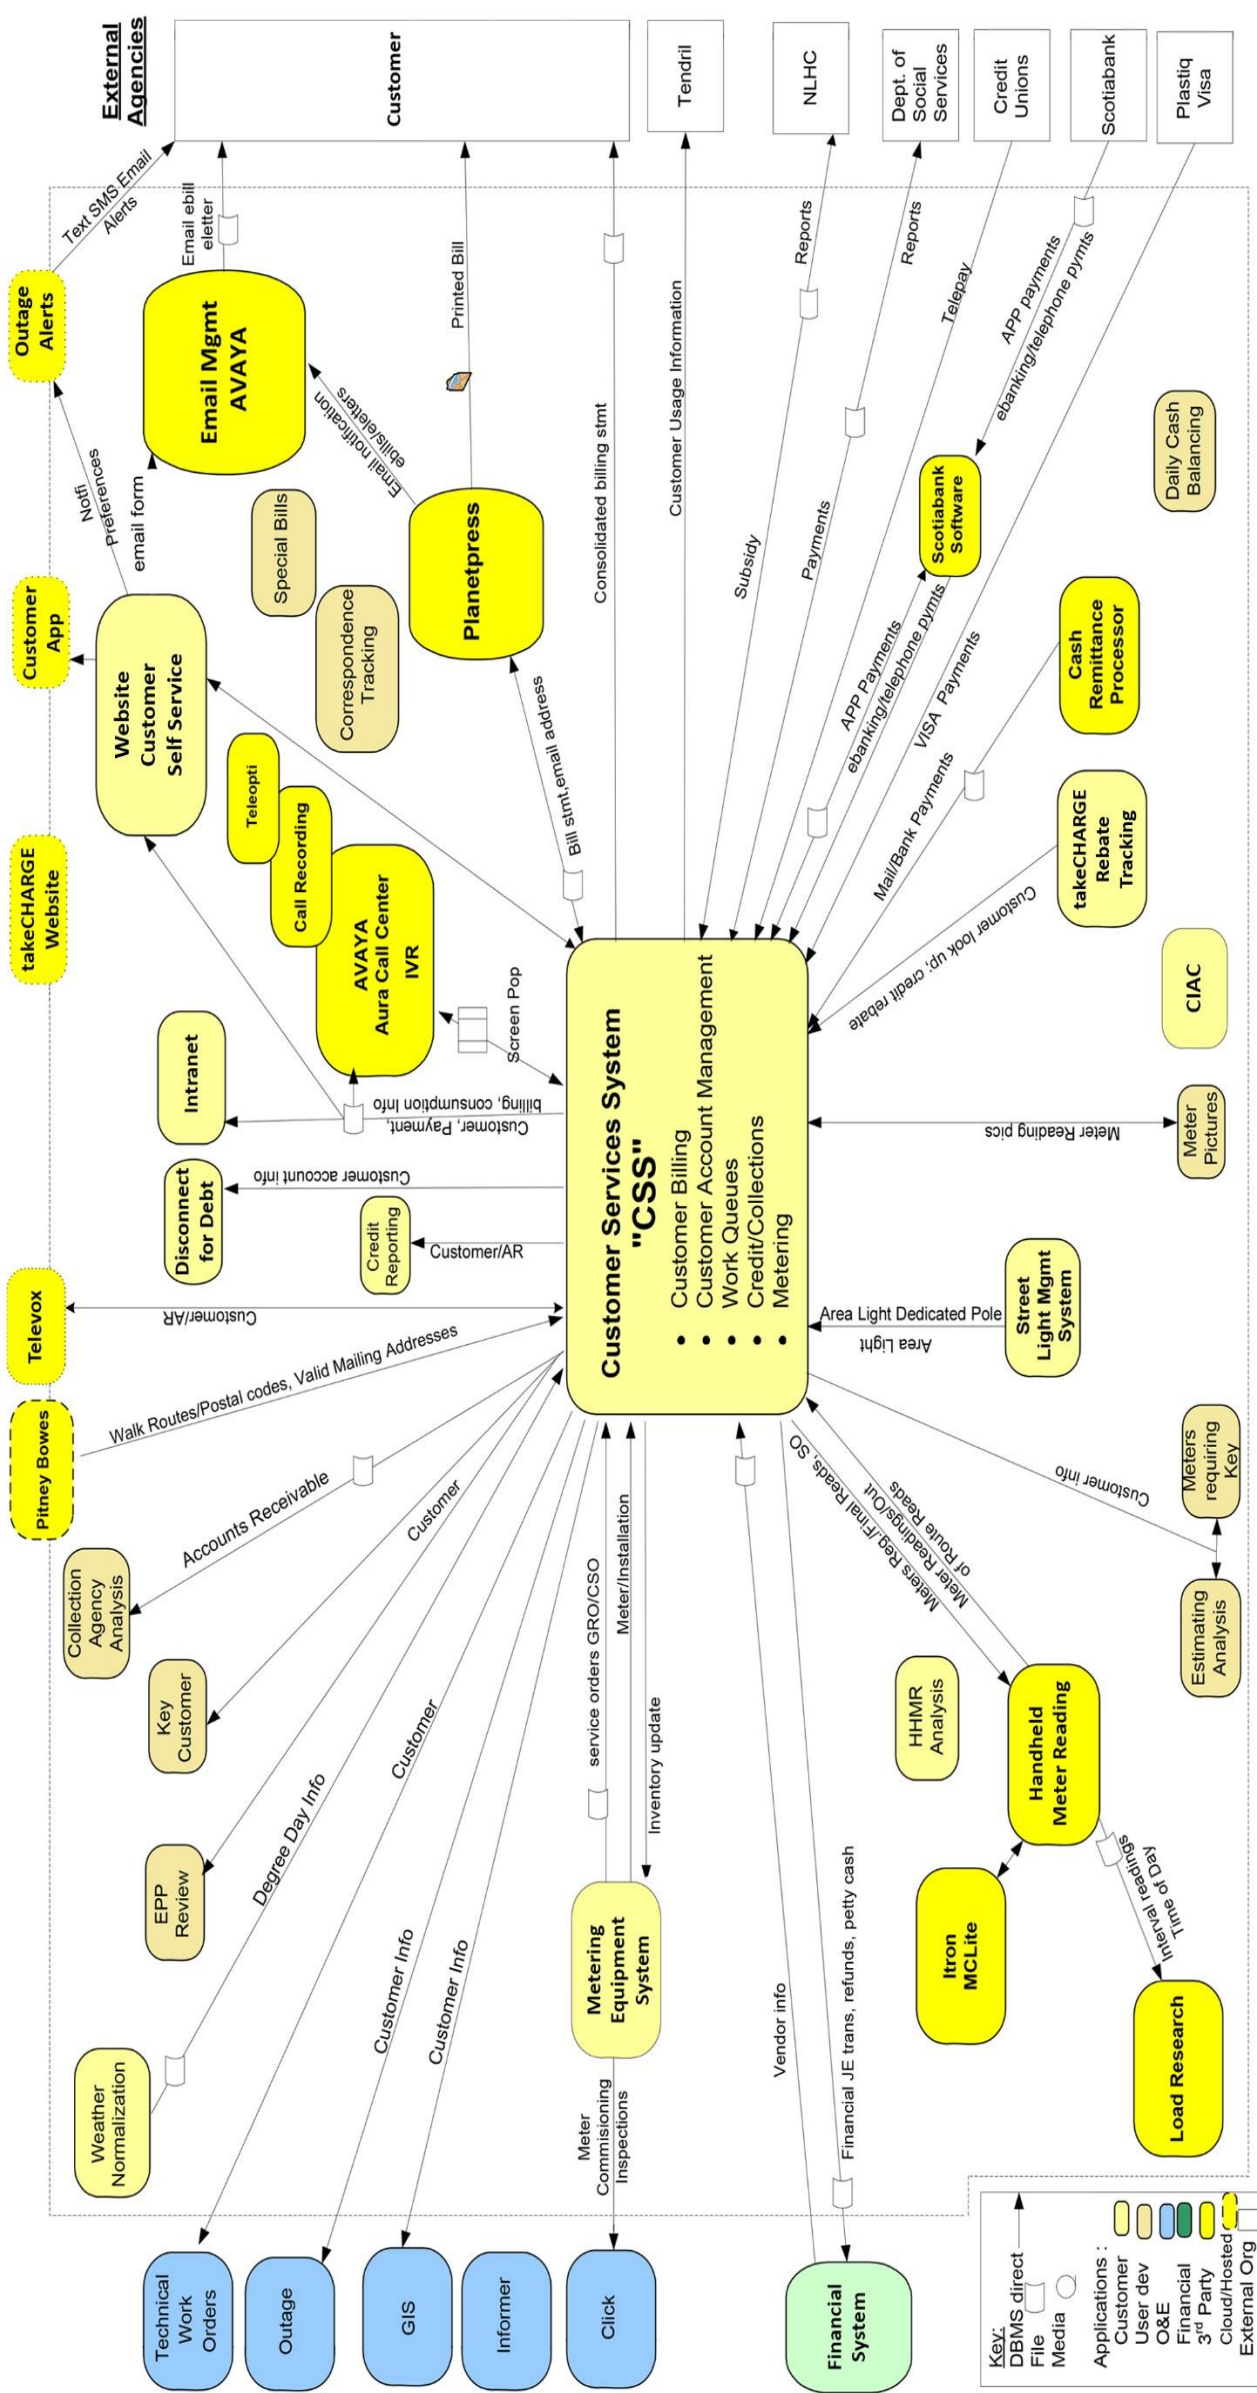 External
Agencies
Customer
Tendril
NLHC
Dept. of
Social
Services
Credit
Unions
Scotiabank
Plastiq
Visa
Text SMS Email
Alerts
Email ebill
eletter
Printed Bill
Consolidated billing stmt
Customer Usage Information
Reports
Subsidy
Reports
Payments
Telepay
APP payments
ebanking/telephone pymts
Outage
Alerts
Notfi
Preferences
email form
Email Mgmt
AVAYA
Email notification
ebills/eletters
Special Bills
Correspondence
Tracking
Planetpress
Scotiabank
Software
Daily Cash
Balancing
Customer
App
Website
Customer
Self Service
Teleopti
Call Recording
AVAYA
Aura Call Center
IVR
Bill stmt,email address
APP Payments
ebanking/telephone pymts
VISA Payments
Mail/Bank Payments
Cash
Remittance
Processor
takeCHARGE
Website
takeCHARGE
Rebate
Tracking
Customer look up; credit rebate
CIAC
Screen Pop
Intranet
Customer, Payment,
billing, consumption Info
Disconnect
for Debt
Customer account info
Credit
Reporting
Customer/AR
Televox
Customer/AR
Pitney Bowes
Walk Routes/Postal codes, Valid Mailing Addresses
Customer Services System
"CSS"
• Customer Billing
• Customer Account Management
• Work Queues
• Credit/Collections
• Metering
Meter Reading pics
Meter
Pictures
Area Light Dedicated Pole
Area Light
Street
Light Mgmt
System
Customer info
Meters
requiring
Key
Estimating
Analysis
Collection
Agency
Analysis
Accounts Receivable
Key
Customer
Customer
EPP
Review
Degree Day Info
Customer
Weather
Normalization
Customer Info
Customer Info
service orders GRO/CSO
Meter/Installation
Inventory update
Metering
Equipment
System
Meter
Commisioning
Inspections
Meters Reg/Final Reads, SO
Meter Readings/Out
of Route Reads
HHMR
Analysis
Handheld
Meter Reading
Itron
MCLite
Interval readings
Time of Day
Load Research
Vendor info
Financial JE trans, refunds, petty cash
Technical
Work
Orders
Outage
GIS
Informer
Click
Financial
System
Key:
DBMS direct
File
Media
Applications :
Customer
User dev
O&E
Financial
3rd Party
Cloud/Hosted
External Org